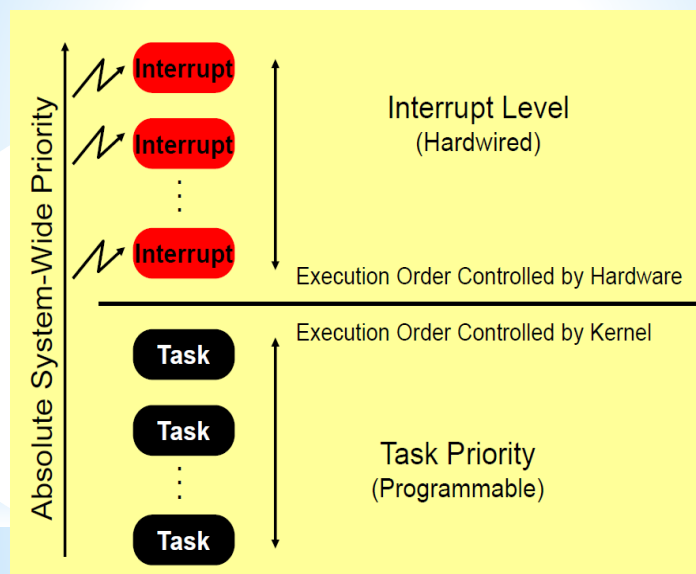 Absolute System-Wide Priority
Interrupt
Interrupt
Interrupt
Interrupt Level
(Hardwired)
Execution Order Controlled by Hardware
Execution Order Controlled by Kernel
Task
Task
Task
Task Priority
(Programmable)